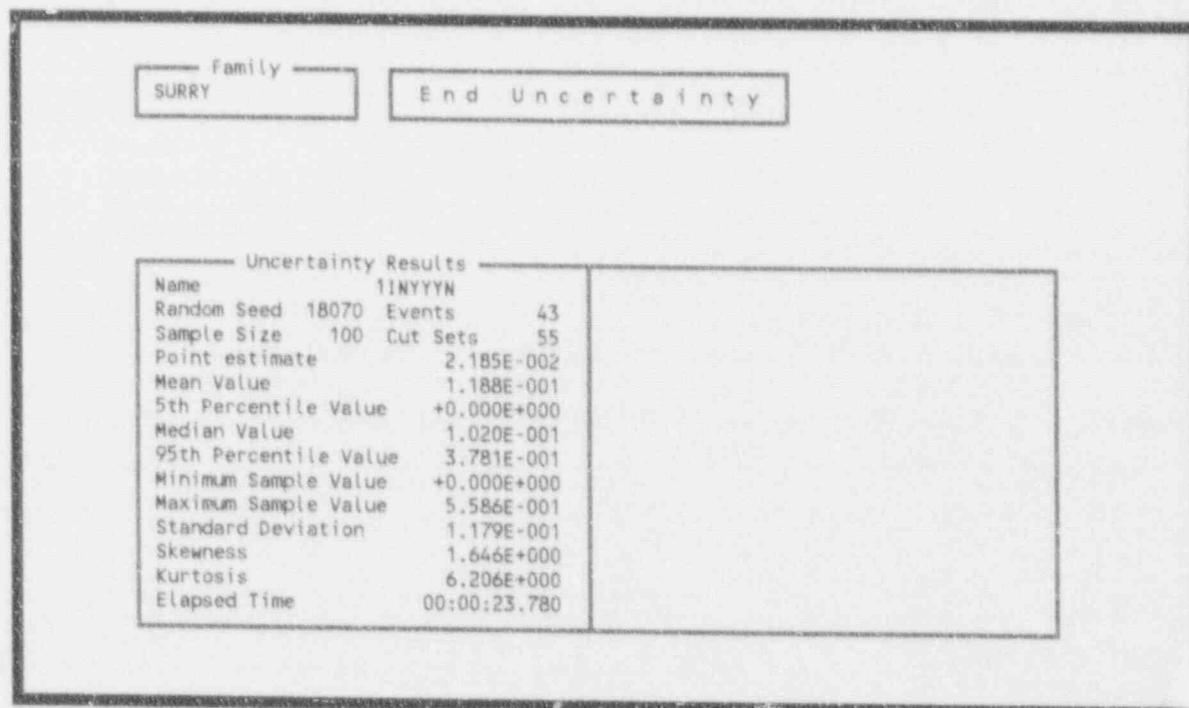 Family
SURRY
End Uncertainty
Uncertainty Results
Name 1INYYYN
Random Seed 18070 Events 43
Sample Size 100 Cut Sets 55
Point estimate 2.185E-002
Mean Value 1.188E-001
5th Percentile Value +0.000E+000
Median Value 1.020E-001
95th Percentile Value 3.781E-001
Minimum Sample Value +0.000E+000
Maximum Sample Value 5.586E-001
Standard Deviation 1.179E-001
Skewness 1.646E+000
Kurtosis 6.206E+000
Elapsed Time 00:00:23.780